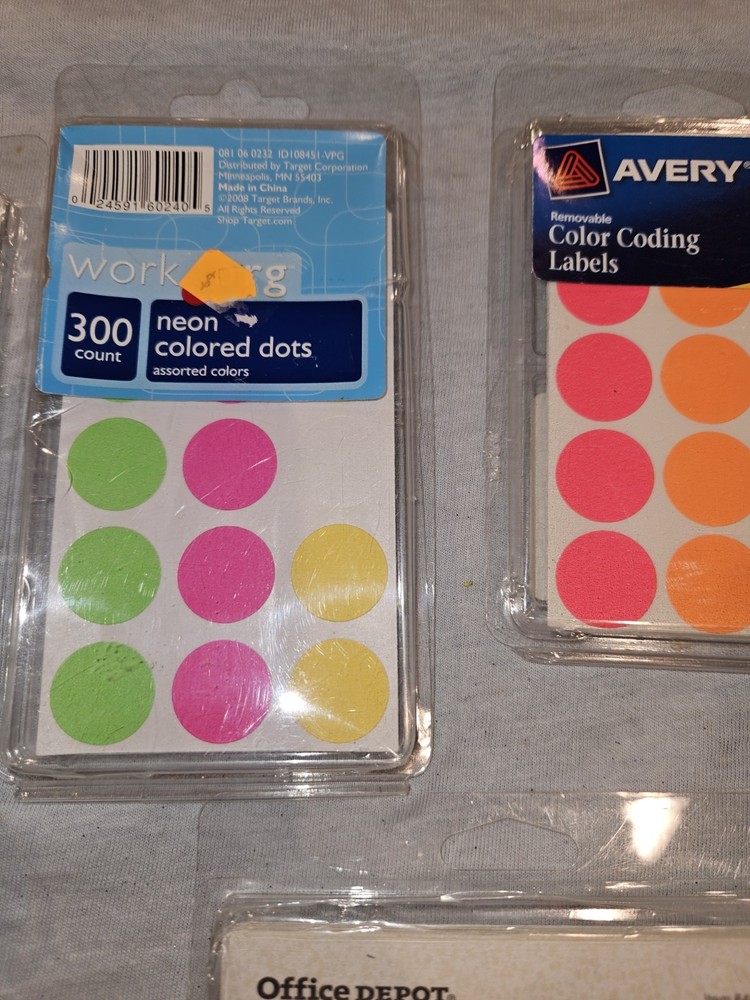 0 24591 60240 5
081 06 0232 ID108451-VPG
Distributed by Target Corporation
Minneapolis, MN 55403
Made in China
©2008 Target Brands, Inc.
All Rights Reserved
Shop Target.com
work rg
300
count
neon
colored dots
assorted colors
AVERY®
Removable
Color Coding
Labels
Office DEPOT®